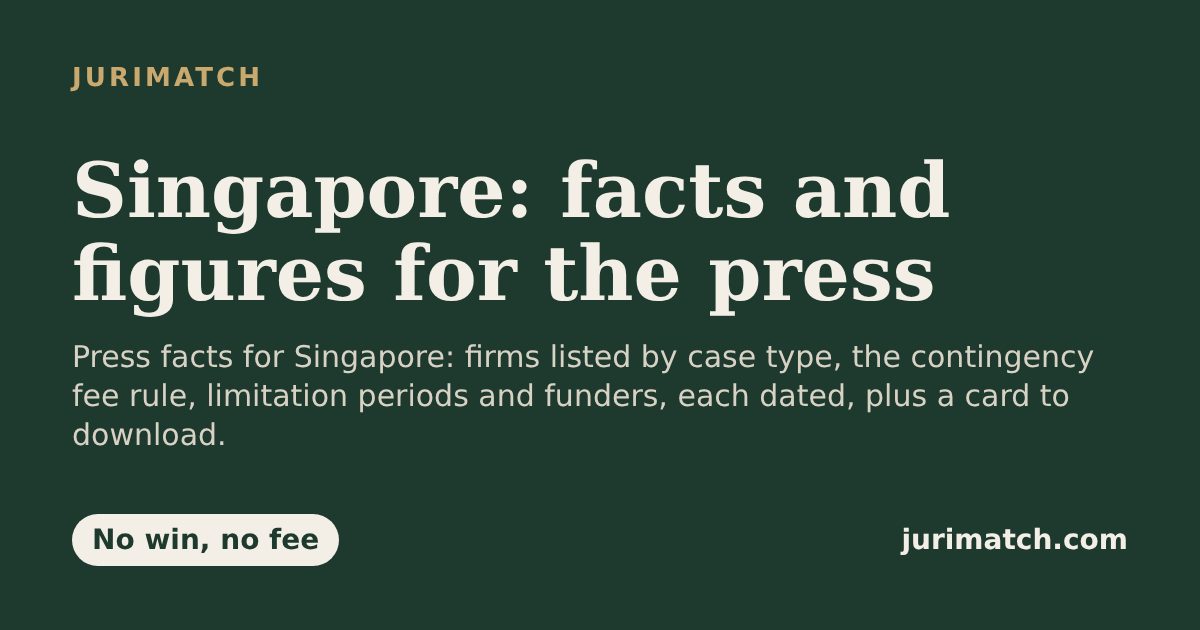 JURIMATCH
Singapore: facts and
figures for the press
Press facts for Singapore: firms listed by case type, the contingency
fee rule, limitation periods and funders, each dated, plus a card to
download.
No win, no fee
jurimatch.com